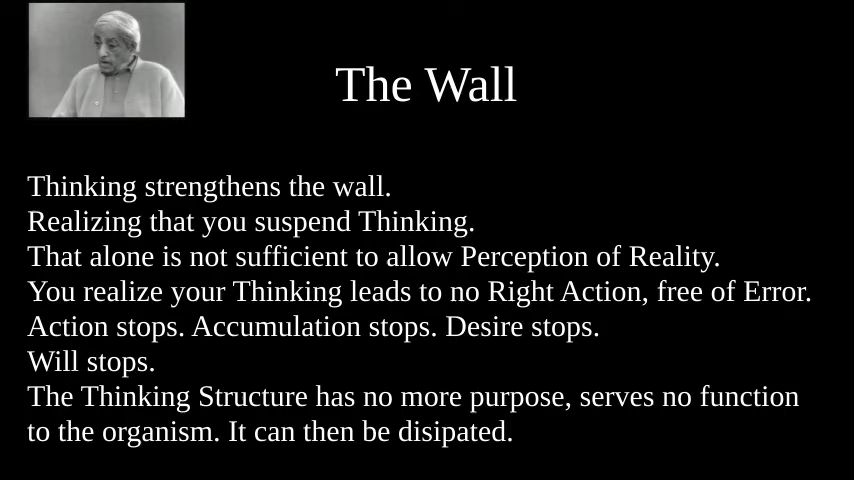 The Wall
Thinking strengthens the wall.
Realizing that you suspend Thinking.
That alone is not sufficient to allow Perception of Reality.
You realize your Thinking leads to no Right Action, free of Error.
Action stops. Accumulation stops. Desire stops.
Will stops.
The Thinking Structure has no more purpose, serves no function
to the organism. It can then be disipated.